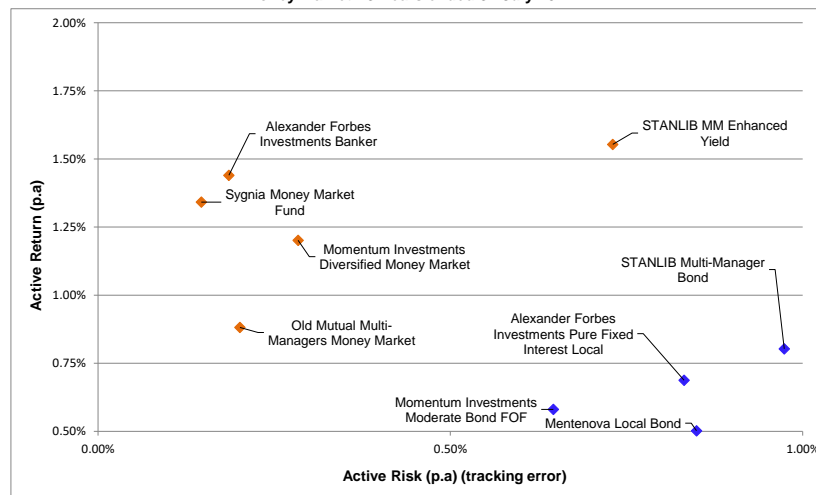 2.00%
1.75%
1.50%
1.25%
1.00%
0.75%
0.50%
Active Return (p.a)
Alexander Forbes
Investments Banker
STANLIB MM Enhanced
Yield
Sygnia Money Market
Fund
Momentum Investments
Diversified Money Market
STANLIB Multi-Manager
Bond
Old Mutual Multi-
Managers Money Market
Alexander Forbes
Investments Pure Fixed
Interest Local
Momentum Investments
Moderate Bond FOF
Mentenova Local Bond
0.00%
0.50%
1.00%
Active Risk (p.a) (tracking error)